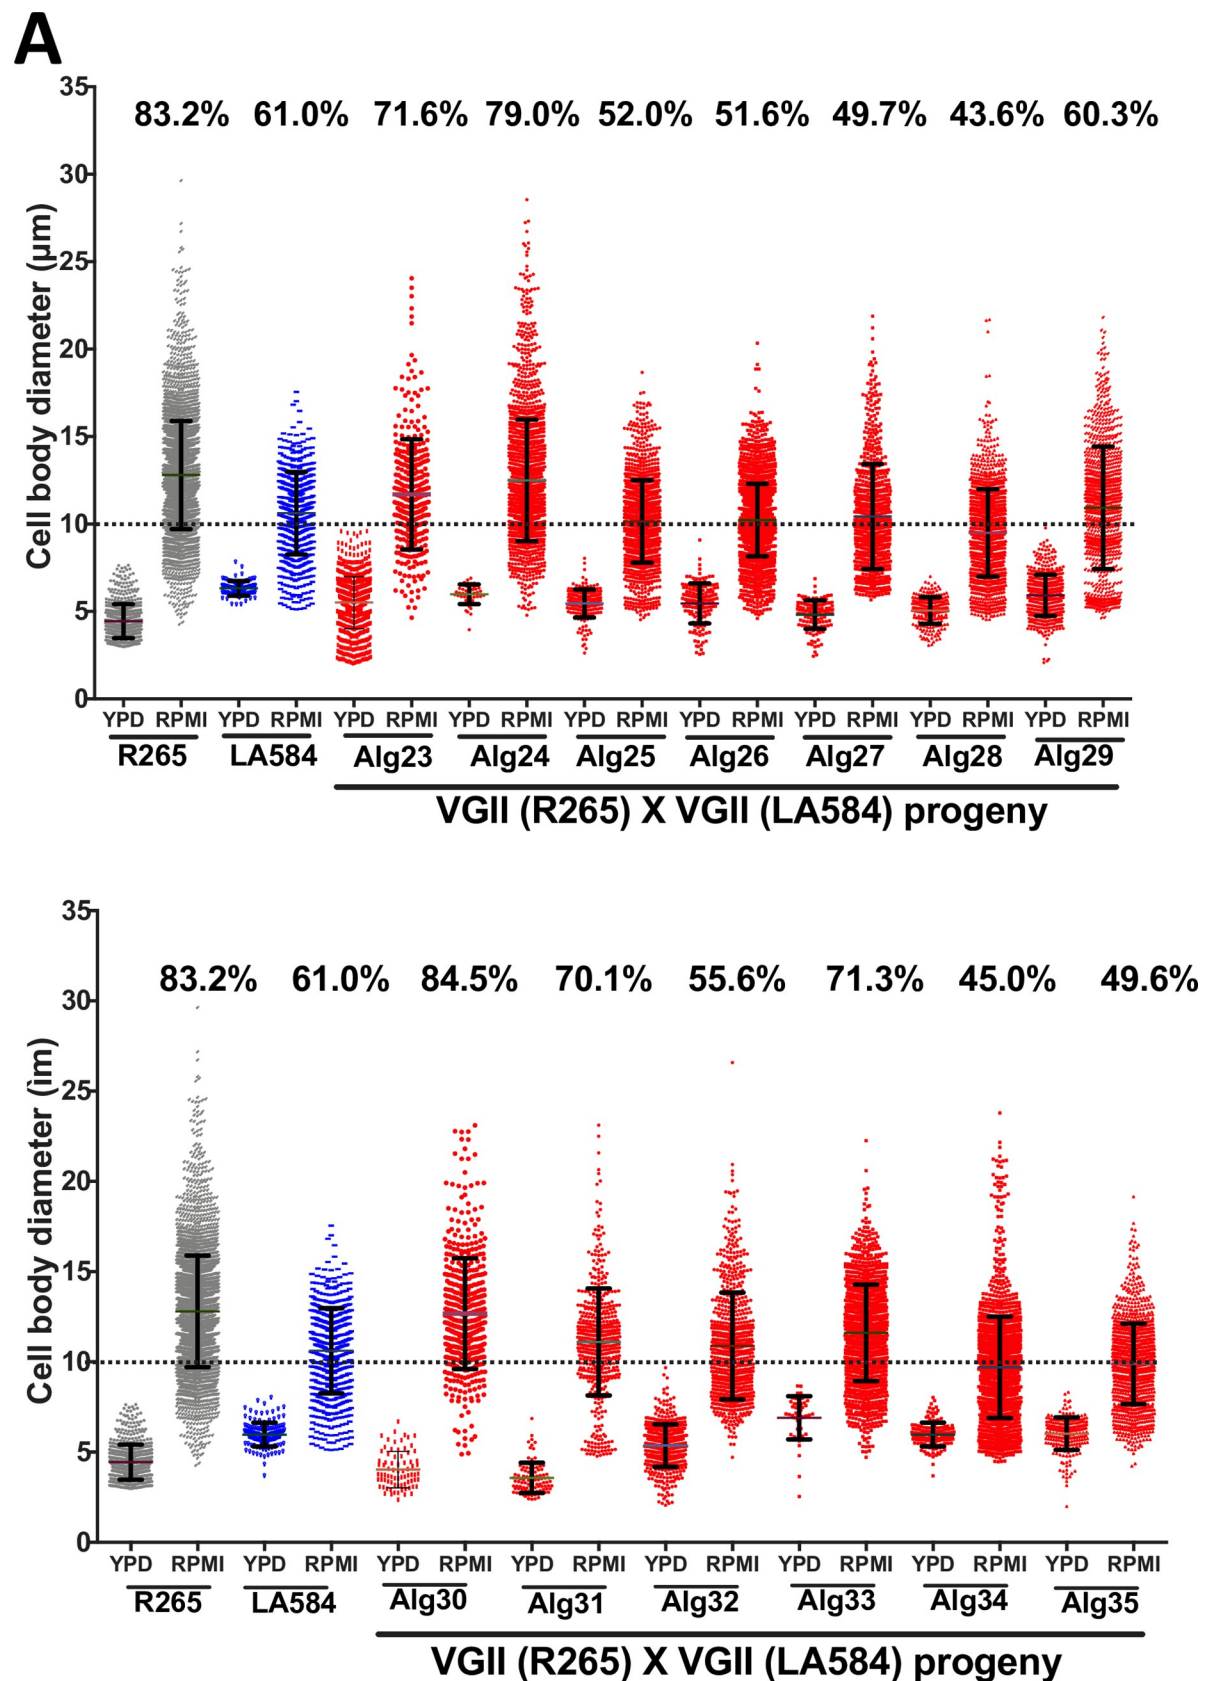 A
35
83.2% 61.0% 71.6% 79.0% 52.0% 51.6% 49.7% 43.6% 60.3%
30
25
20
15
10
5
0
Cell body diameter (µm)
YPD RPMI YPD RPMI YPD RPMI YPD RPMI YPD RPMI YPD RPMI YPD RPMI YPD RPMI YPD RPMI
R265 LA584 Alg23 Alg24 Alg25 Alg26 Alg27 Alg28 Alg29
VGII (R265) X VGII (LA584) progeny
35
83.2% 61.0% 84.5% 70.1% 55.6% 71.3% 45.0% 49.6%
30
25
20
15
10
5
0
Cell body diameter (im)
YPD RPMI YPD RPMI YPD RPMI YPD RPMI YPD RPMI YPD RPMI YPD RPMI YPD RPMI
R265 LA584 Alg30 Alg31 Alg32 Alg33 Alg34 Alg35
VGII (R265) X VGII (LA584) progeny